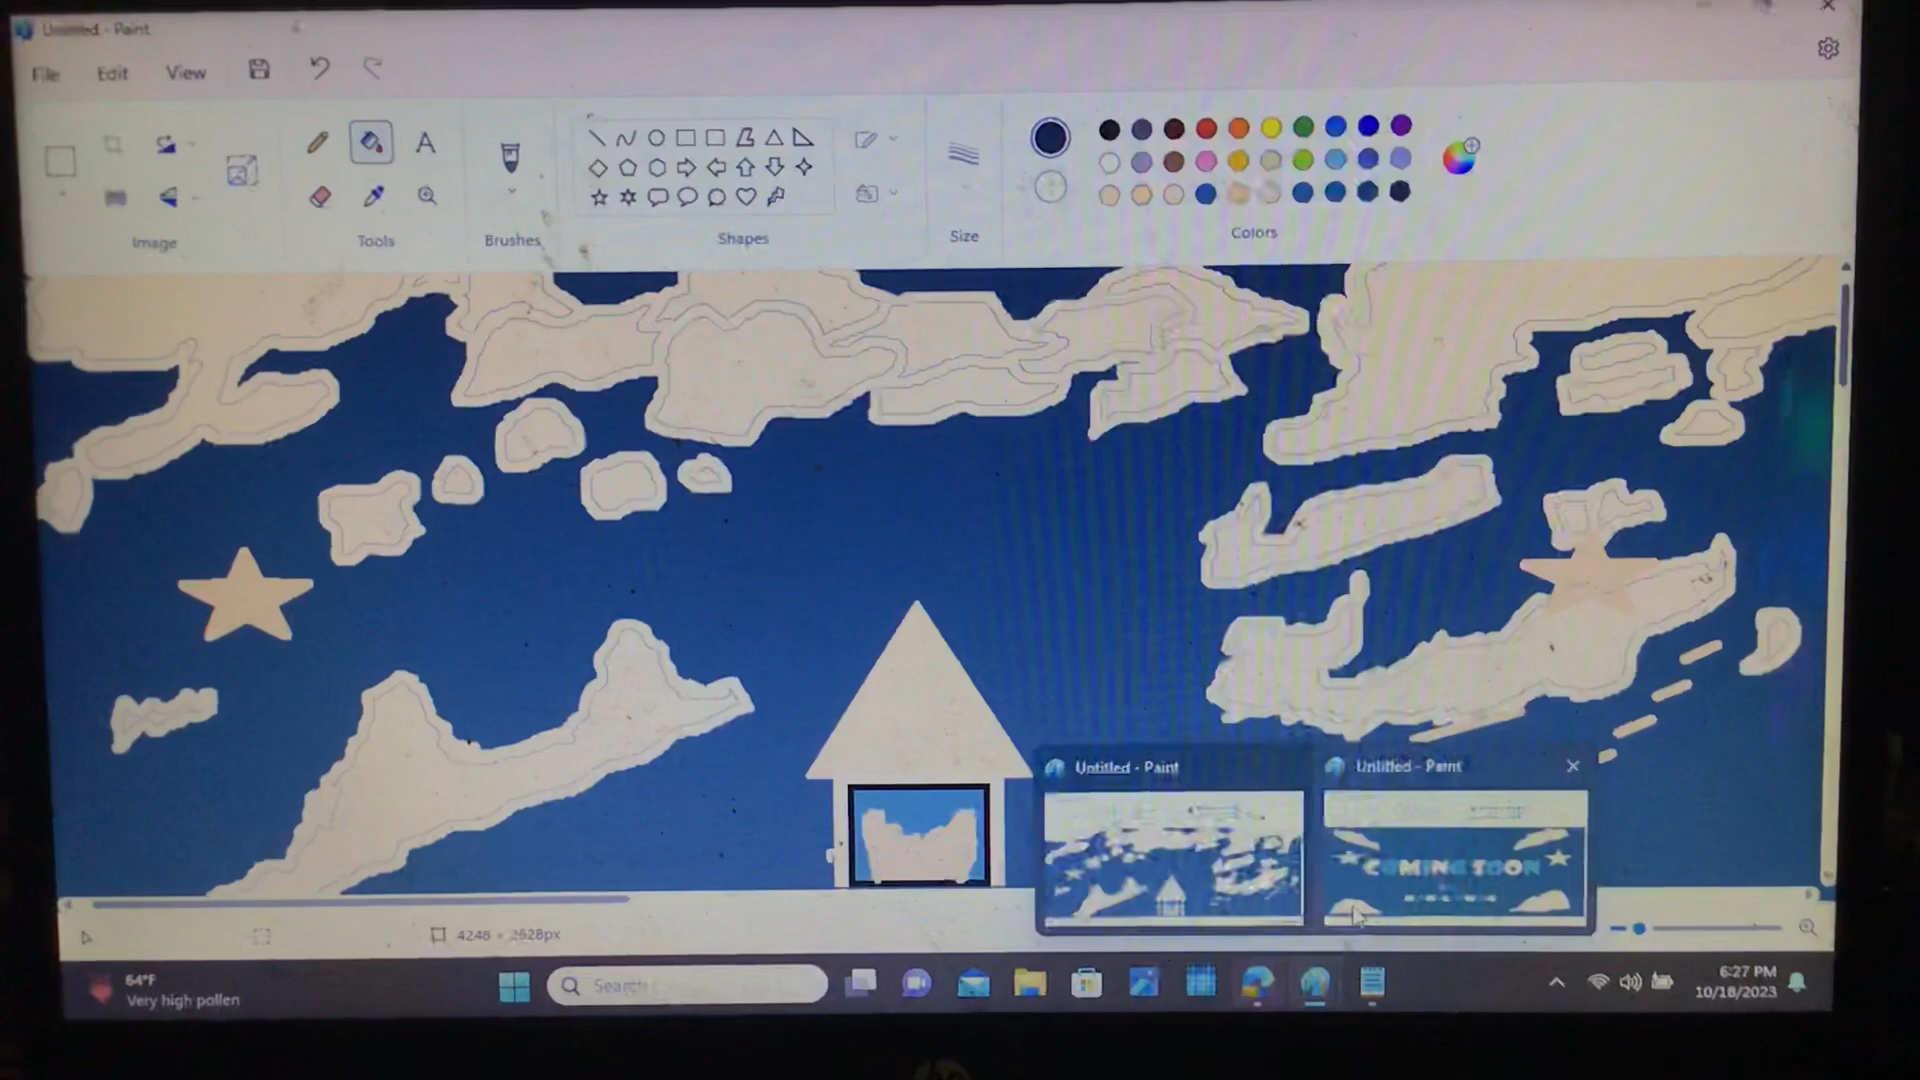 Untitled - Paint
File Edit View
A
Image Tools Brushes Shapes Size Colors
Untitled - Paint
Untitled - Paint
COMING SOON
4248 × 2628px
64°F
Very high pollen
Search
6:27 PM
10/18/2023